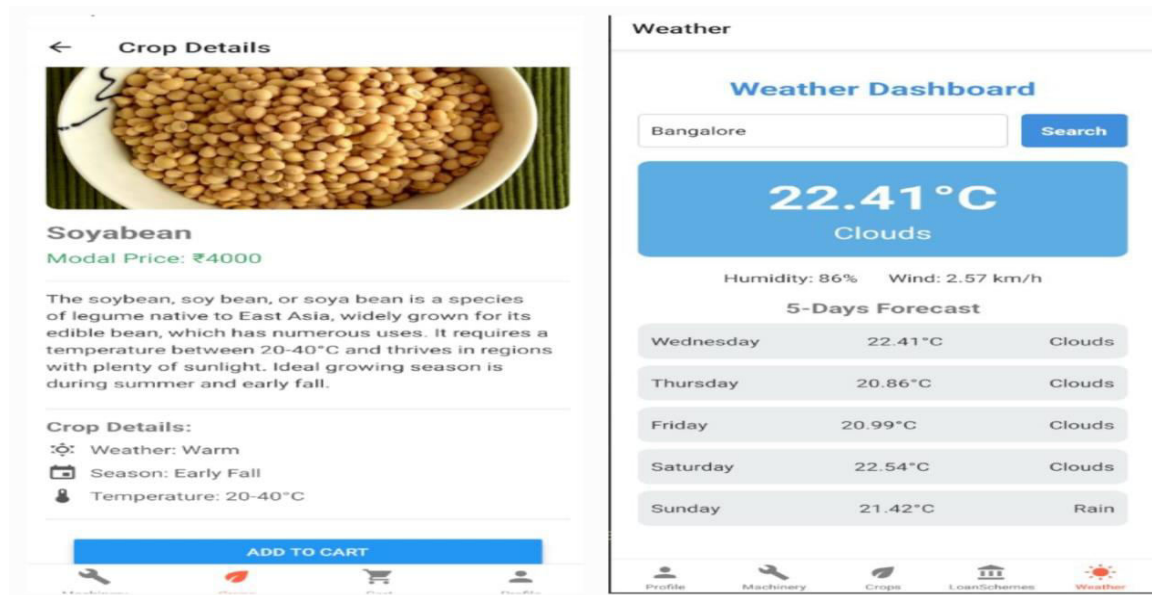 Crop Details
Soyabean
Modal Price: ₹4000
The soybean, soy bean, or soya bean is a species
of legume native to East Asia, widely grown for its
edible bean, which has numerous uses. It requires a
temperature between 20-40°C and thrives in regions
with plenty of sunlight. Ideal growing season is
during summer and early fall.
Crop Details:
Weather: Warm
Season: Early Fall
Temperature: 20-40°C
ADD TO CART
Weather
Weather Dashboard
Bangalore Search
22.41°C
Clouds
Humidity: 86% Wind: 2.57 km/h
5-Days Forecast
Wednesday 22.41°C Clouds
Thursday 20.86°C Clouds
Friday 20.99°C Clouds
Saturday 22.54°C Clouds
Sunday 21.42°C Rain
Profile Machinery Crops LoanSchemes Weather